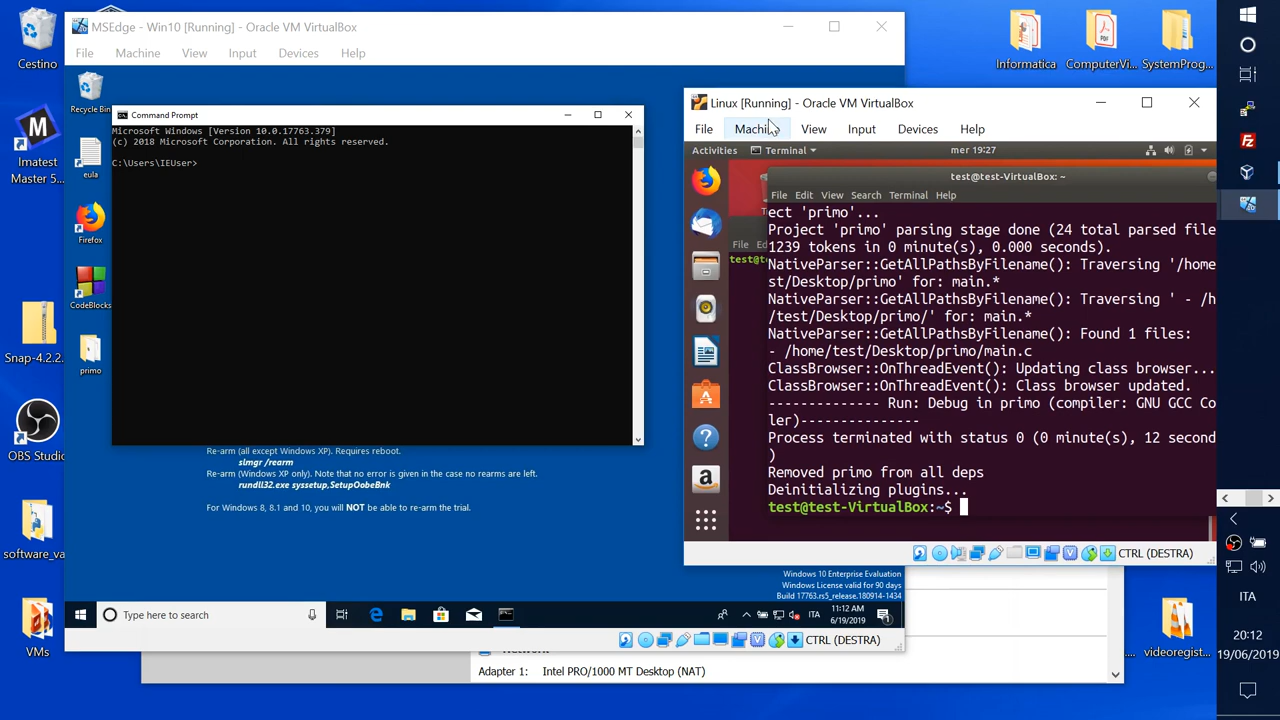 Cestino
Imatest
Master 5....
Snap-4.2.2...
OBS Studio
software_va...
VMs
MSEdge - Win10 [Running] - Oracle VM VirtualBox
File Machine View Input Devices Help
Recycle Bin
eula
Firefox
CodeBlocks
primo
Command Prompt
Microsoft Windows [Version 10.0.17763.379]
(c) 2018 Microsoft Corporation. All rights reserved.
C:\Users\IEUser>
Re-arm (all except Windows XP). Requires reboot.
slmgr /rearm
Re-arm (Windows XP only). Note that no error is given in the case no rearms are left.
rundll32.exe syssetup,SetupOobeBnk
For Windows 8, 8.1 and 10, you will NOT be able to re-arm the trial.
Windows 10 Enterprise Evaluation
Windows License valid for 90 days
Build 17763.rs5_release.180914-1434
Type here to search
ITA
11:12 AM
6/19/2019
CTRL (DESTRA)
Adapter 1: Intel PRO/1000 MT Desktop (NAT)
Informatica
ComputerVi...
SystemProg...
Linux [Running] - Oracle VM VirtualBox
File Machine View Input Devices Help
Activities Terminal mer 19:27
test@test-VirtualBox: ~
File Edit View Search Terminal Help
ect 'primo'...
Project 'primo' parsing stage done (24 total parsed file
1239 tokens in 0 minute(s), 0.000 seconds).
NativeParser::GetAllPathsByFilename(): Traversing '/home
st/Desktop/primo' for: main.*
NativeParser::GetAllPathsByFilename(): Traversing ' - /h
/test/Desktop/primo/' for: main.*
NativeParser::GetAllPathsByFilename(): Found 1 files:
- /home/test/Desktop/primo/main.c
ClassBrowser::OnThreadEvent(): Updating class browser...
ClassBrowser::OnThreadEvent(): Class browser updated.
-------------- Run: Debug in primo (compiler: GNU GCC Co
ler)---------------
Process terminated with status 0 (0 minute(s), 12 second
)
Removed primo from all deps
Deinitializing plugins...
test@test-VirtualBox:~$
CTRL (DESTRA)
videoregist...
ITA
20:12
19/06/2019